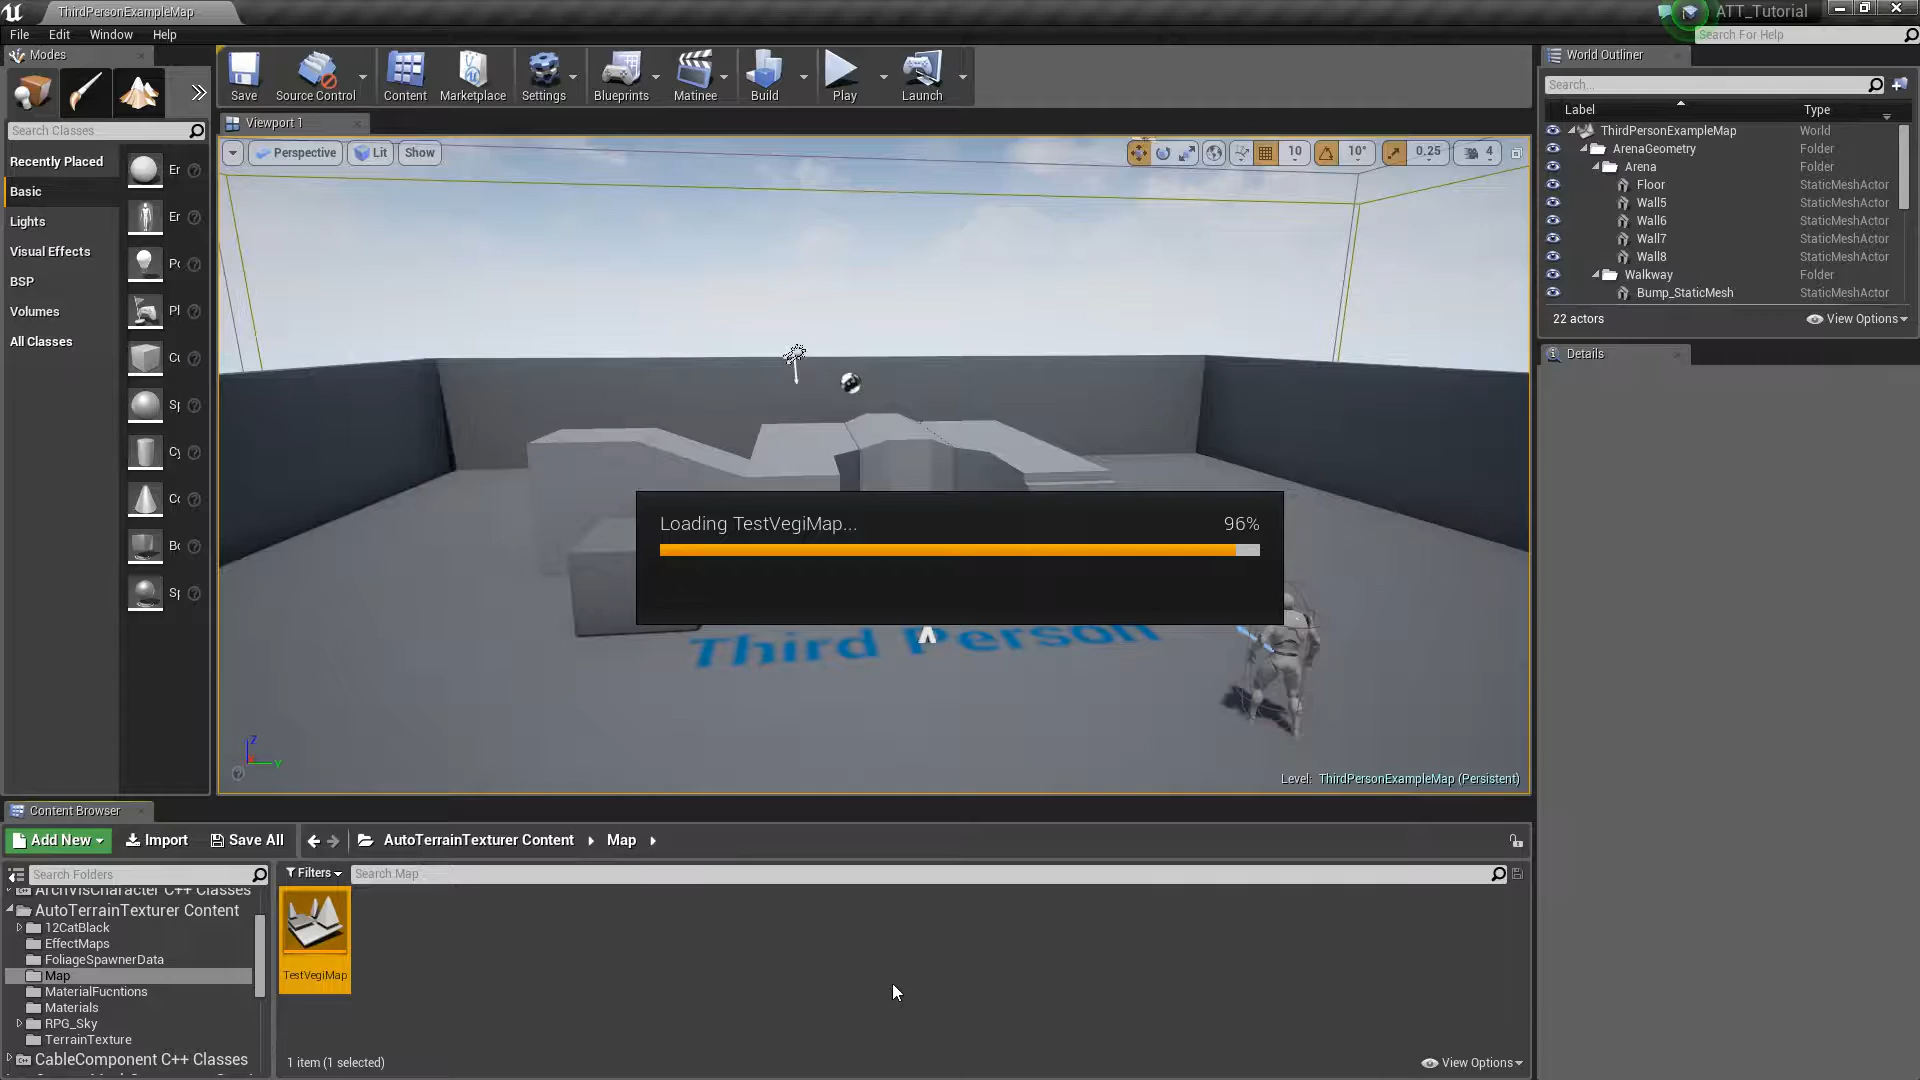 ThirdPersonExampleMap
ATT_Tutorial
File Edit Window Help
Search For Help
Modes
Save
Source Control
Content
Marketplace
Settings
Blueprints
Matinee
Build
Play
Launch
World Outliner
Search...
Label Type
ThirdPersonExampleMap World
ArenaGeometry Folder
Arena Folder
Floor StaticMeshActor
Wall5 StaticMeshActor
Wall6 StaticMeshActor
Wall7 StaticMeshActor
Wall8 StaticMeshActor
Walkway Folder
Bump_StaticMesh StaticMeshActor
22 actors
View Options
Details
Search Classes
Recently Placed
Basic
Lights
Visual Effects
BSP
Volumes
All Classes
Viewport 1
Perspective
Lit
Show
10
10°
0.25
4
Loading TestVegiMap... 96%
Third Person
Z
Y
Level: ThirdPersonExampleMap (Persistent)
Content Browser
Add New
Import
Save All
AutoTerrainTexturer Content
Map
Search Folders
Filters
Search Map
ArchVisCharacter C++ Classes
AutoTerrainTexturer Content
12CatBlack
EffectMaps
FoliageSpawnerData
Map
MaterialFucntions
Materials
RPG_Sky
TerrainTexture
CableComponent C++ Classes
TestVegiMap
1 item (1 selected)
View Options